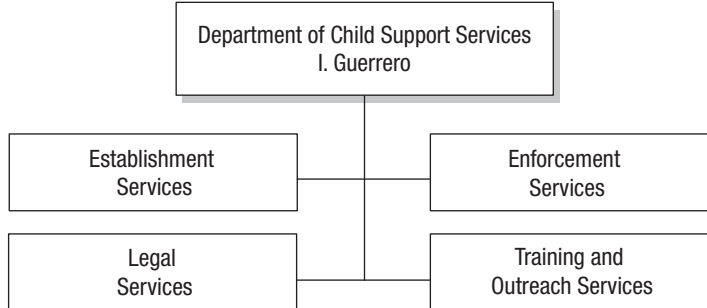 Department of Child Support Services
I. Guerrero
Establishment
Services
Enforcement
Services
Legal
Services
Training and
Outreach Services